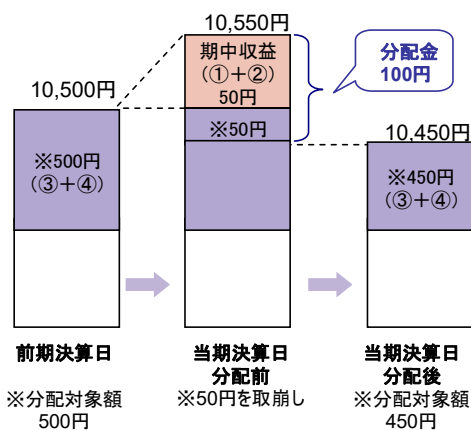 10,550円
期中収益
(①+②)
50円
分配金
100円
10,500円
※50円
10,450円
※500円
(③+④)
※450円
(③+④)
前期決算日
当期決算日
分配前
当期決算日
分配後
※分配対象額
500円
※50円を取崩し
※分配対象額
450円